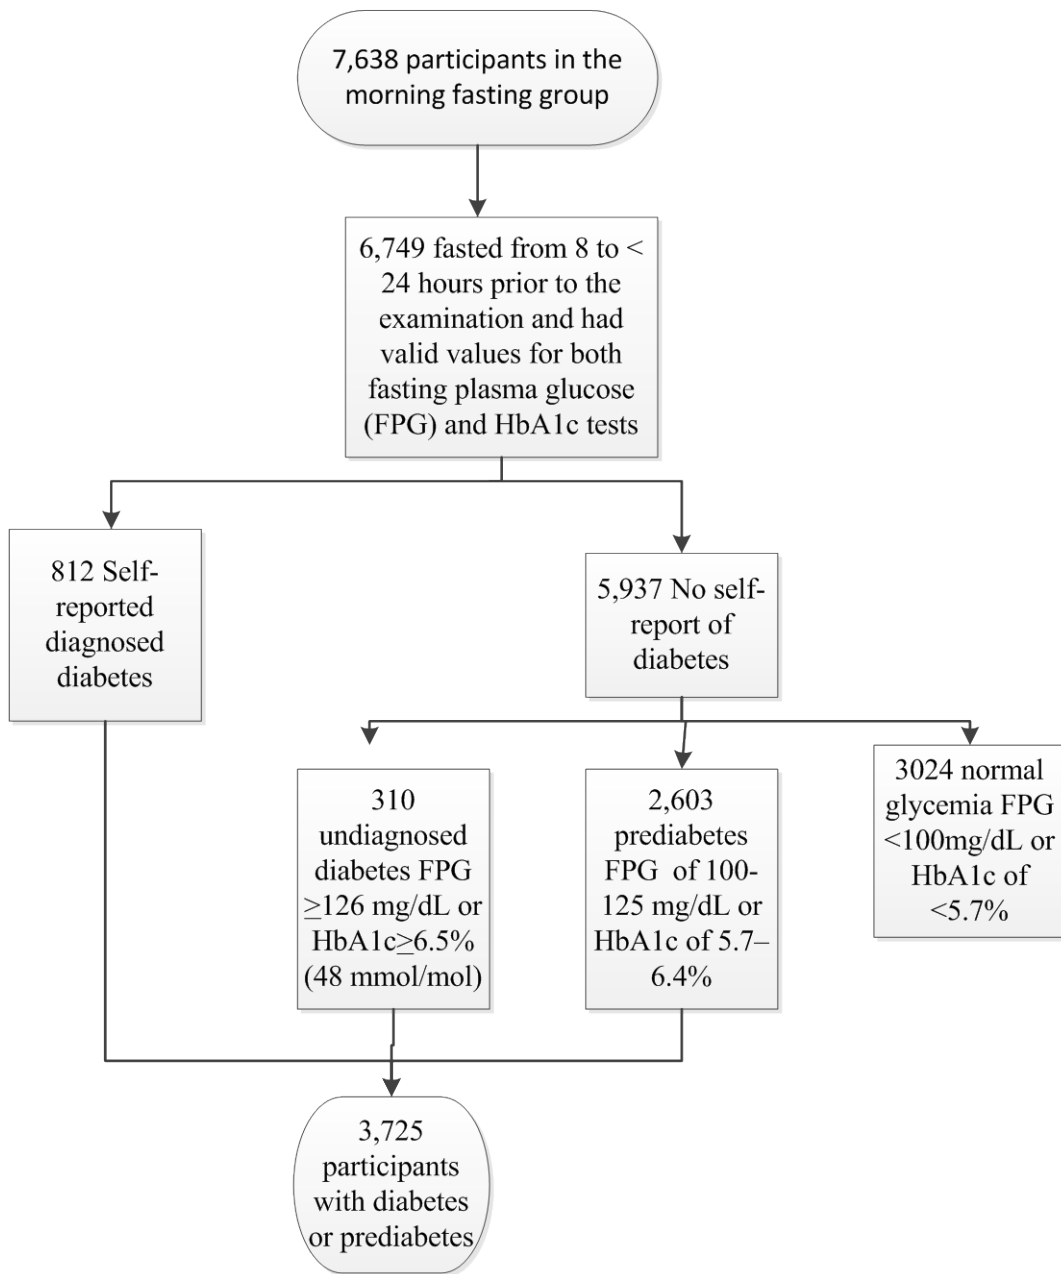 7,638 participants in the
morning fasting group
6,749 fasted from 8 to <
24 hours prior to the
examination and had
valid values for both
fasting plasma glucose
(FPG) and HbA1c tests
812 Self-
reported
diagnosed
diabetes
5,937 No self-
report of
diabetes
310
undiagnosed
diabetes FPG
≥126 mg/dL or
HbA1c≥6.5%
(48 mmol/mol)
2,603
prediabetes
FPG of 100-
125 mg/dL or
HbA1c of 5.7–
6.4%
3024 normal
glycemia FPG
<100mg/dL or
HbA1c of
<5.7%
3,725
participants
with diabetes
or prediabetes